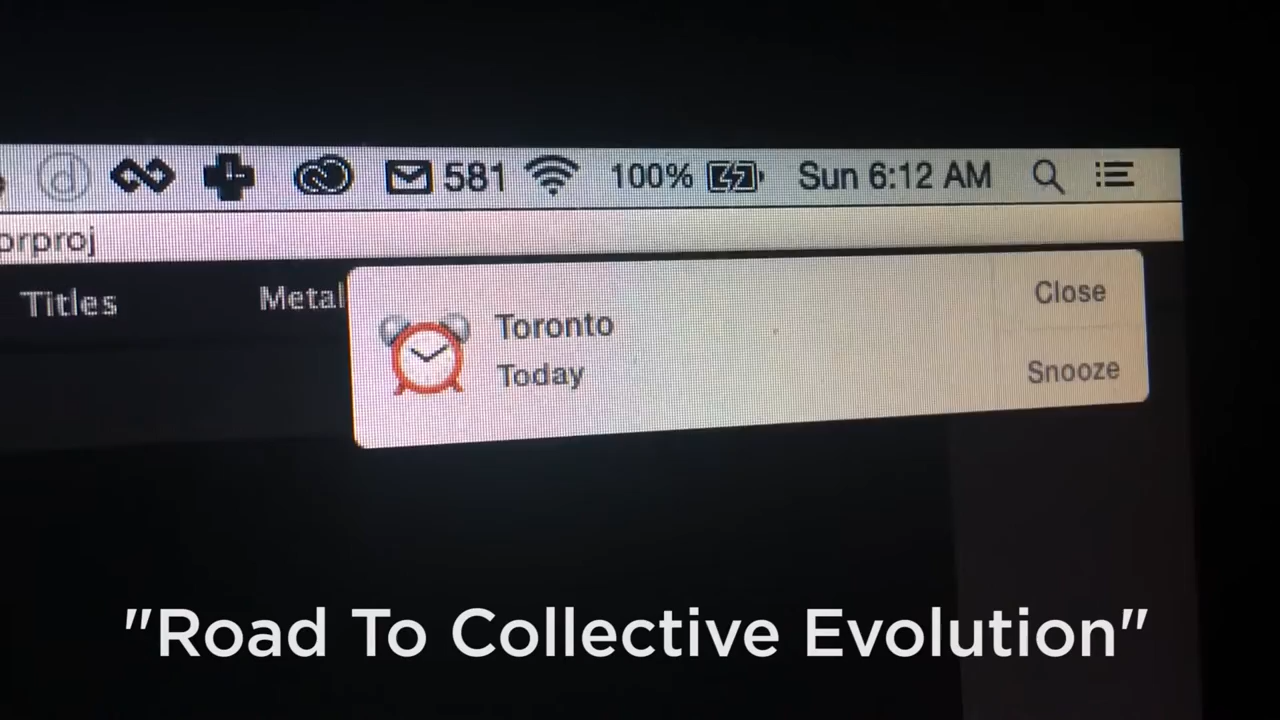 581 100% Sun 6:12 AM
orproj
Titles Metal
Close
Toronto
Today
Snooze
"Road To Collective Evolution"